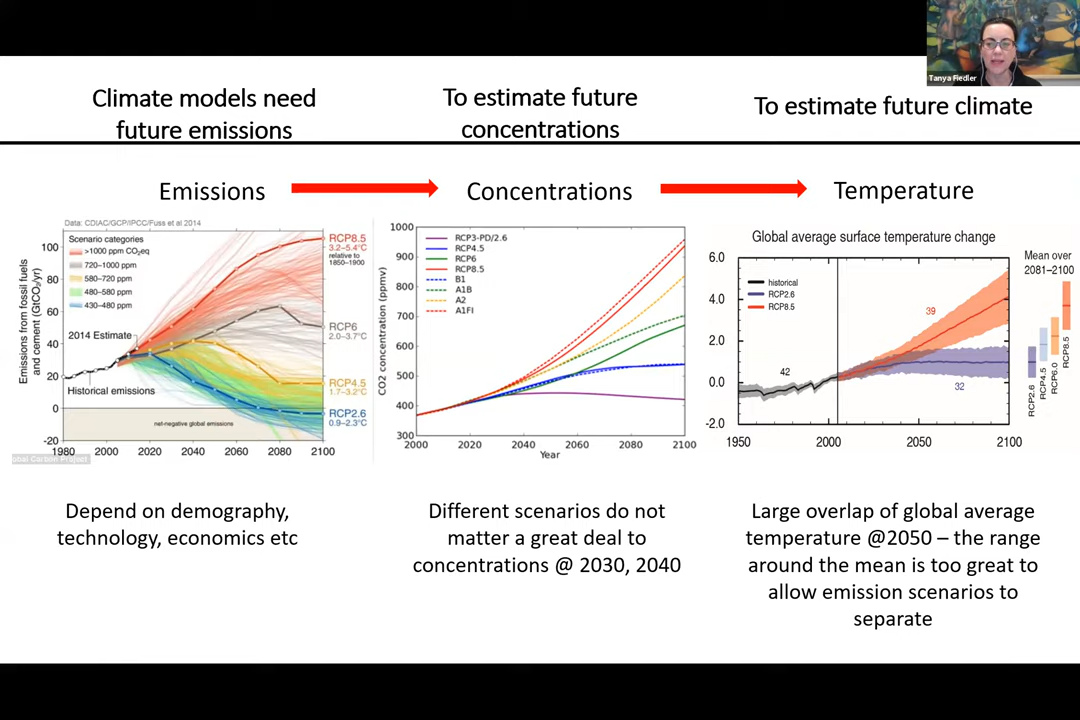 Tanya Fiedler
Climate models need
future emissions
To estimate future
concentrations
To estimate future climate
Emissions
Concentrations
Temperature
Data: CDIAC/GCP/IPCC/Fuss et al 2014
Scenario categories
>1000 ppm CO2eq
720–1000 ppm
580–720 ppm
480–580 ppm
430–480 ppm
Emissions from fossil fuels
and cement (GtCO2/yr)
100
80
60
40
20
0
-20
2014 Estimate
Historical emissions
net-negative global emissions
RCP8.5
3.2–5.4°C
relative to
1850–1900
RCP6
2.0–3.7°C
RCP4.5
1.7–3.2°C
RCP2.6
0.9–2.3°C
1980 2000 2020 2040 2060 2080 2100
obal Carbon Project
CO2 concentration (ppmv)
1000
900
800
700
600
500
400
300
RCP3-PD/2.6
RCP4.5
RCP6
RCP8.5
B1
A1B
A2
A1FI
2000 2020 2040 2060 2080 2100
Year
Global average surface temperature change
Mean over
2081–2100
6.0
4.0
2.0
0.0
-2.0
historical
RCP2.6
RCP8.5
42
39
32
RCP2.6
RCP4.5
RCP6.0
RCP8.5
1950 2000 2050 2100
Depend on demography,
technology, economics etc
Different scenarios do not
matter a great deal to
concentrations @ 2030, 2040
Large overlap of global average
temperature @2050 – the range
around the mean is too great to
allow emission scenarios to
separate